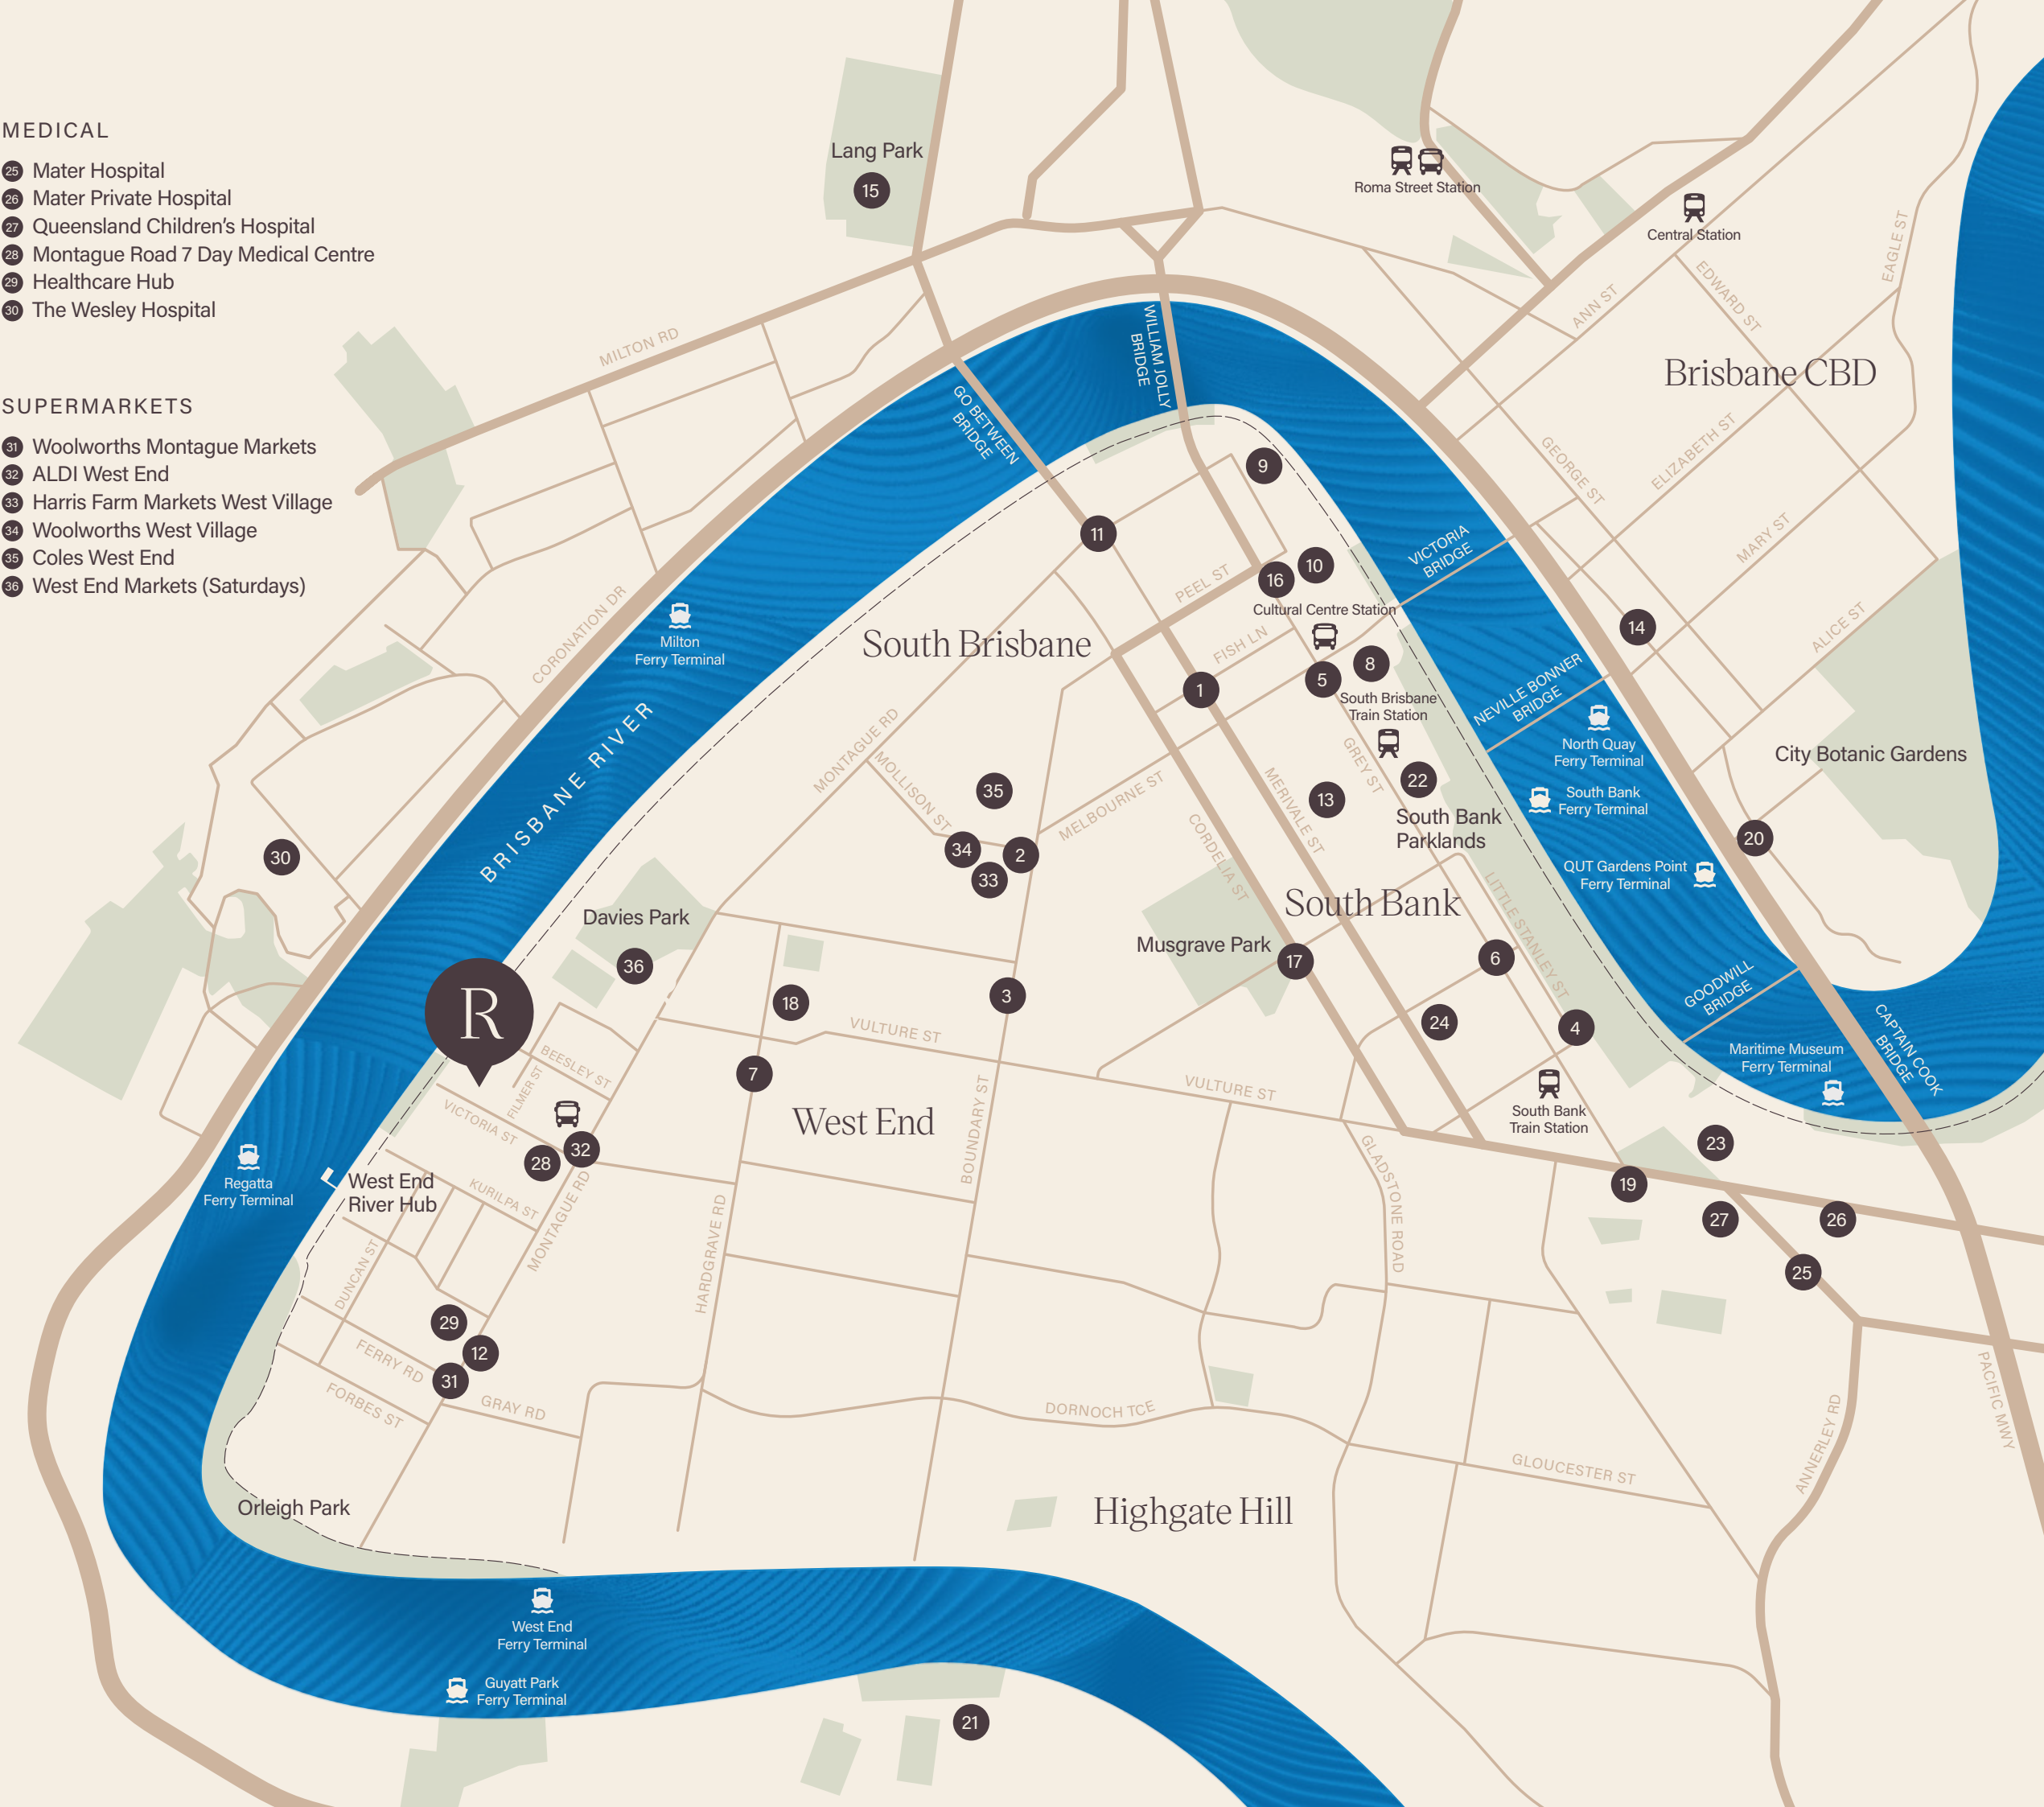 MEDICAL
25 Mater Hospital
26 Mater Private Hospital
27 Queensland Children's Hospital
28 Montague Road 7 Day Medical Centre
29 Healthcare Hub
30 The Wesley Hospital
SUPERMARKETS
31 Woolworths Montague Markets
32 ALDI West End
33 Harris Farm Markets West Village
34 Woolworths West Village
35 Coles West End
36 West End Markets (Saturdays)
Lang Park
15
Roma Street Station
Central Station
EAGLE ST
EDWARD ST
ANN ST
MILTON RD
WILLIAM JOLLY
BRIDGE
Brisbane CBD
GO BETWEEN
BRIDGE
9
GEORGE ST
ELIZABETH ST
11
VICTORIA
BRIDGE
MARY ST
PEEL ST
16
10
Cultural Centre Station
CORONATION DR
Milton
Ferry Terminal
South Brisbane
FISH LN
14
ALICE ST
8
5
1
South Brisbane
Train Station
NEVILLE BONNER
BRIDGE
North Quay
Ferry Terminal
City Botanic Gardens
BRISBANE RIVER
MONTAGUE RD
MOLLISON ST
GREY ST
22
35
MELBOURNE ST
MERIVALE ST
13
South Bank
Ferry Terminal
South Bank
Parklands
CORDELIA ST
34
2
33
20
30
QUT Gardens Point
Ferry Terminal
LITTLE STANLEY ST
South Bank
Davies Park
Musgrave Park
17
6
36
R
18
3
GOODWILL
BRIDGE
24
4
CAPTAIN COOK
BRIDGE
VULTURE ST
BEESLEY ST
Maritime Museum
Ferry Terminal
7
FILMER ST
VULTURE ST
BOUNDARY ST
West End
South Bank
Train Station
VICTORIA ST
32
28
23
GLADSTONE ROAD
Regatta
Ferry Terminal
West End
River Hub
KURILPA ST
MONTAGUE RD
19
27
26
HARDGRAVE RD
DUNCAN ST
25
29
12
FERRY RD
31
PACIFIC MWY
FORBES ST
GRAY RD
DORNOCH TCE
ANNERLEY RD
GLOUCESTER ST
Orleigh Park
Highgate Hill
West End
Ferry Terminal
Guyatt Park
Ferry Terminal
21